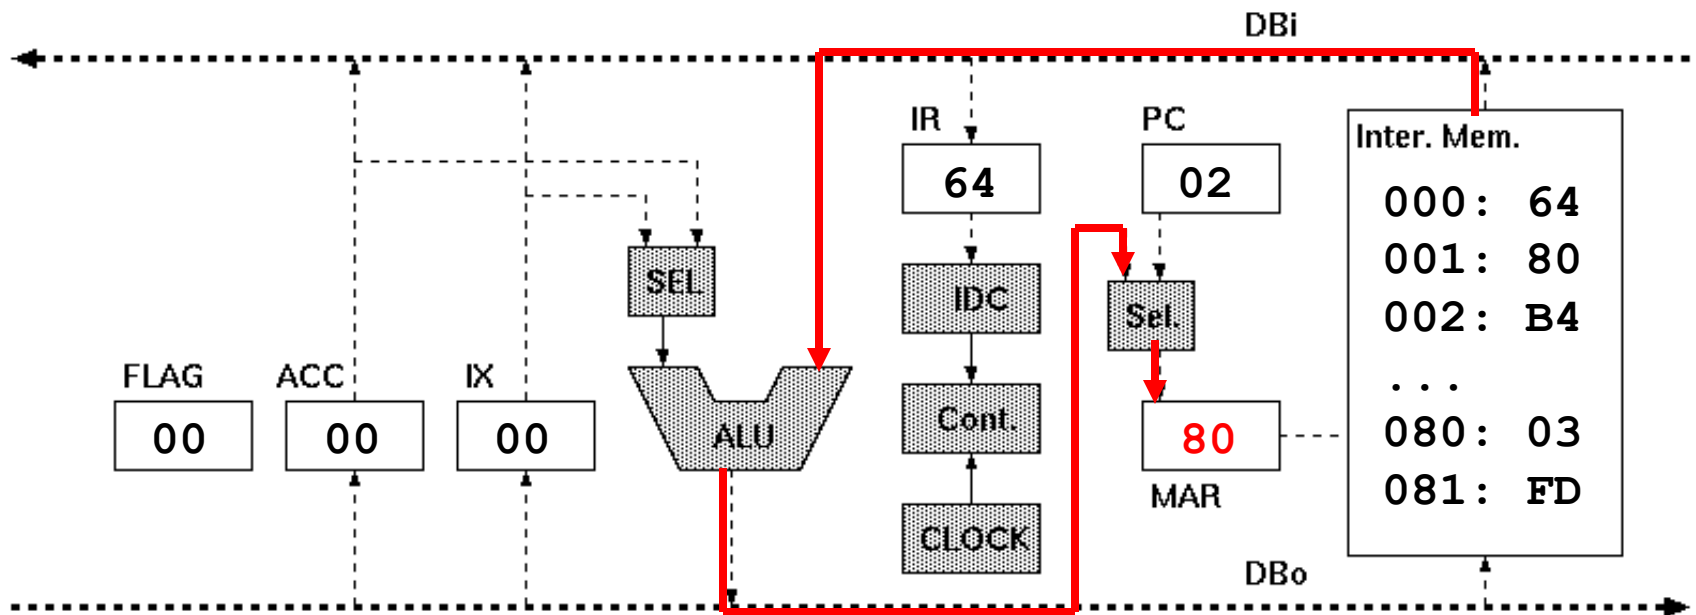 DBi
IR
PC
Inter. Mem.
64
02
000: 64
001: 80
002: B4
...
080: 03
081: FD
SEL
IDC
Sel.
FLAG
ACC
IX
00
00
00
ALU
Cont.
80
MAR
CLOCK
DBo